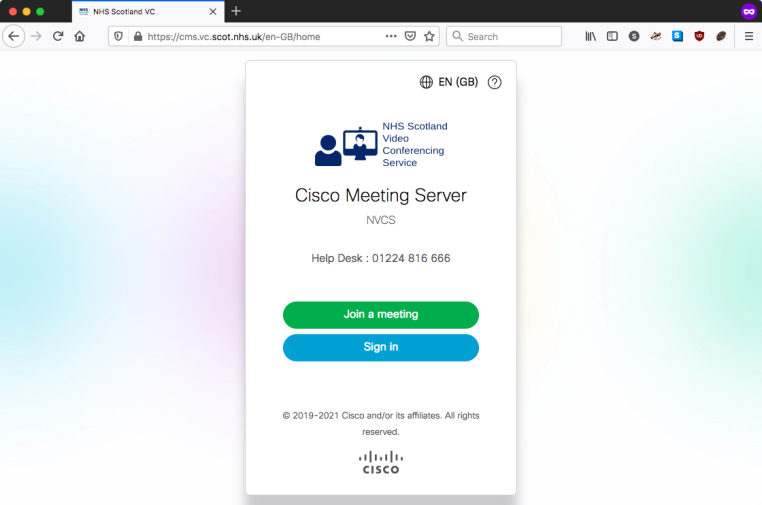 NHS Scotland VC
https://cms.vc.scot.nhs.uk/en-GB/home
Search
EN (GB)
NHS Scotland
Video
Conferencing
Service
Cisco Meeting Server
NVCS
Help Desk : 01224 816 666
Join a meeting
Sign in
© 2019-2021 Cisco and/or its affiliates. All rights
reserved.
CISCO